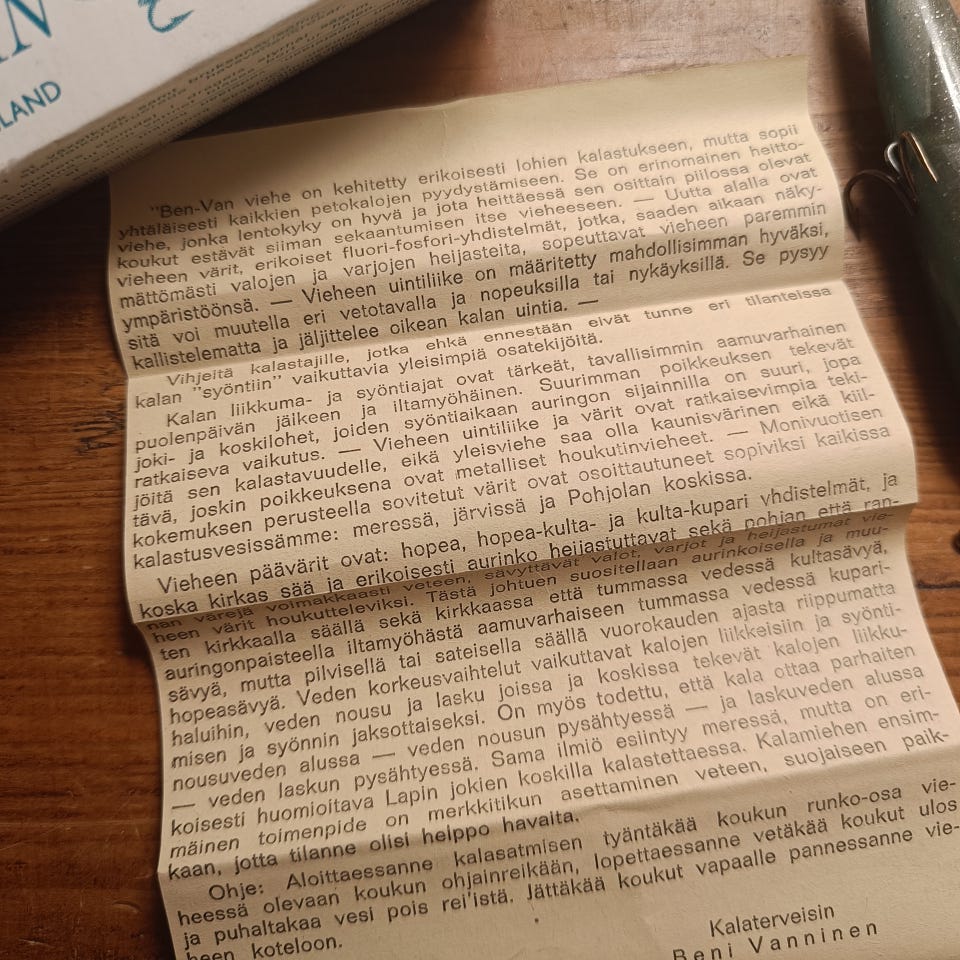 LAND
"Ben-Van viehe on kehitetty erikoisesti lohien kalastukseen, mutta sopii
yhtäläisesti kaikkien petokalojen pyydystämiseen. Se on erinomainen heitto-
viehe, jonka lentokyky on hyvä ja jota heittäessä sen osittain piilossa olevat
koukut estävät siiman sekaantumisen itse vieheeseen. — Uutta alalla ovat
vieheen värit, erikoiset fluori-fosfori-yhdistelmät, jotka, saaden aikaan näky-
mättömästi valojen ja varjojen heijasteita, sopeuttavat vieheen paremmin
ympäristöönsä. — Vieheen uintiliike on määritetty mahdollisimman hyväksi,
sitä voi muutella eri vetotavalla ja nopeuksilla tai nykäyksillä. Se pysyy
kallistelematta ja jäljittelee oikean kalan uintia. —
Vihjeitä kalastajille, jotka ehkä ennestään eivät tunne eri tilanteissa
kalan "syöntiin" vaikuttavia yleisimpiä osatekijöitä.
Kalan liikkuma- ja syöntiajat ovat tärkeät, tavallisimmin aamuvarhainen
puolenpäivän jälkeen ja iltamyöhäinen. Suurimman poikkeuksen tekevät
joki- ja koskilohet, joiden syöntiaikaan auringon sijainnilla on suuri, jopa
ratkaiseva vaikutus. — Vieheen uintiliike ja värit ovat ratkaisevimpia teki-
jöitä sen kalastavuudelle, eikä yleisviehe saa olla kaunisvärinen eikä kiil-
tävä, joskin poikkeuksena ovat metalliset houkutinvieheet. — Monivuotisen
kokemuksen perusteella sovitetut värit ovat osoittautuneet sopiviksi kaikissa
kalastusvesissämme: meressä, järvissä ja Pohjolan koskissa.
Vieheen päävärit ovat: hopea, hopea-kulta- ja kulta-kupari yhdistelmät, ja
koska kirkas sää ja erikoisesti aurinko heijastuttavat sekä pohjan että ran-
nan värejä voimakkaasti veteen, sävyttävät valot, varjot ja heijastumat vie-
heen värit houkutteleviksi. Tästä johtuen suositellaan aurinkoisella ja muu-
ten kirkkaalla säällä sekä kirkkaassa että tummassa vedessä kultasävyä,
auringonpaisteella iltamyöhästä aamuvarhaiseen tummassa vedessä kupari-
sävyä, mutta pilvisellä tai sateisella säällä vuorokauden ajasta riippumatta
hopeasävyä. Veden korkeusvaihtelut vaikuttavat kalojen liikkeisiin ja syönti-
haluihin, veden nousu ja lasku joissa ja koskissa tekevät kalojen liikku-
misen ja syönnin jaksottaiseksi. On myös todettu, että kala ottaa parhaiten
nousuveden alussa — veden nousun pysähtyessä — ja laskuveden alussa
— veden laskun pysähtyessä. Sama ilmiö esiintyy meressä, mutta on eri-
koisesti huomioitava Lapin jokien koskilla kalastettaessa. Kalamiehen ensim-
mäinen toimenpide on merkkitikun asettaminen veteen, suojaiseen paik-
kaan, jotta tilanne olisi helppo havaita.
Ohje: Aloittaessanne kalasatmisen työntäkää koukun runko-osa vie-
heessä olevaan koukun ohjainreikään, lopettaessanne vetäkää koukut ulos
ja puhaltakaa vesi pois rei'istä. Jättäkää koukut vapaalle pannessanne vie-
heen koteloon.
Kalaterveisin
Beni Vanninen